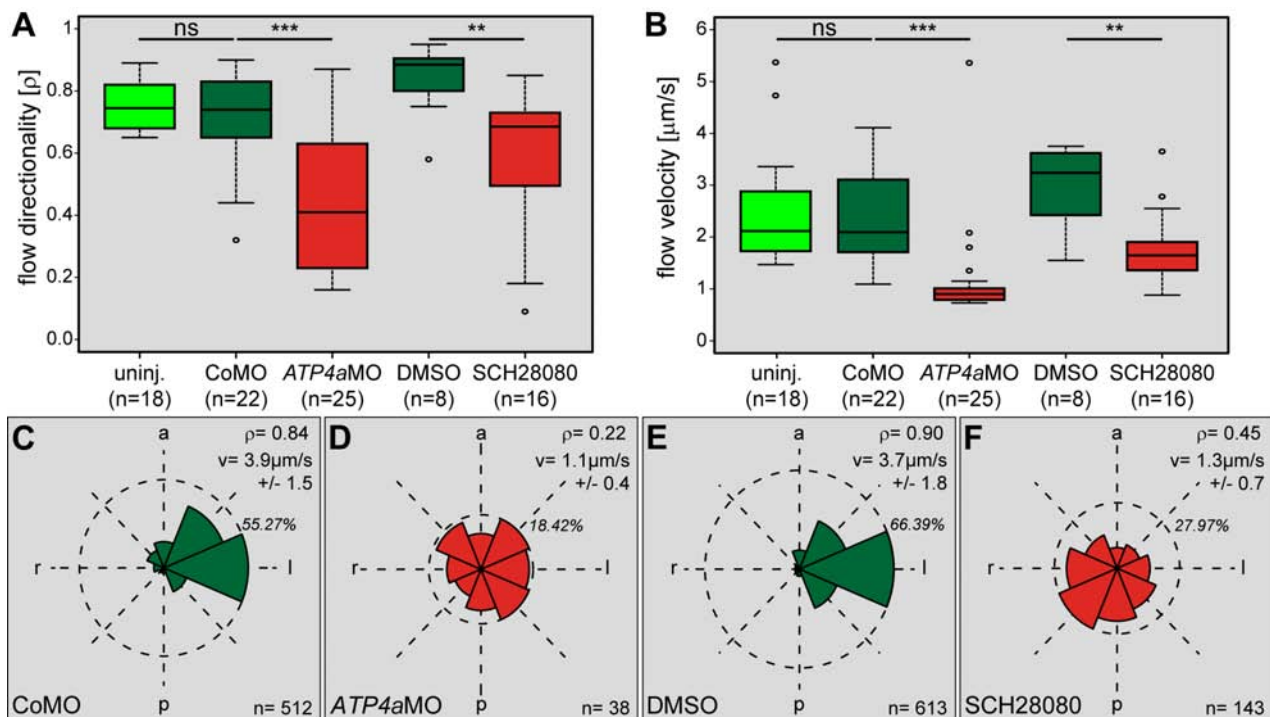 A
ns
***
**
flow directionality [ρ]
1
0.8
0.6
0.4
0.2
0.0
uninj. CoMO ATP4aMO DMSO SCH28080
(n=18) (n=22) (n=25) (n=8) (n=16)
B
ns
***
**
flow velocity [µm/s]
6
5
4
3
2
1
0
uninj. CoMO ATP4aMO DMSO SCH28080
(n=18) (n=22) (n=25) (n=8) (n=16)
C
a
ρ= 0.84
v= 3.9µm/s
+/- 1.5
55.27%
r
l
CoMO
p
n= 512
D
a
ρ= 0.22
v= 1.1µm/s
+/- 0.4
18.42%
r
l
ATP4aMO
p
n= 38
E
a
ρ= 0.90
v= 3.7µm/s
+/- 1.8
66.39%
r
l
DMSO
p
n= 613
F
a
ρ= 0.45
v= 1.3µm/s
+/- 0.7
27.97%
r
l
SCH28080
p
n= 143